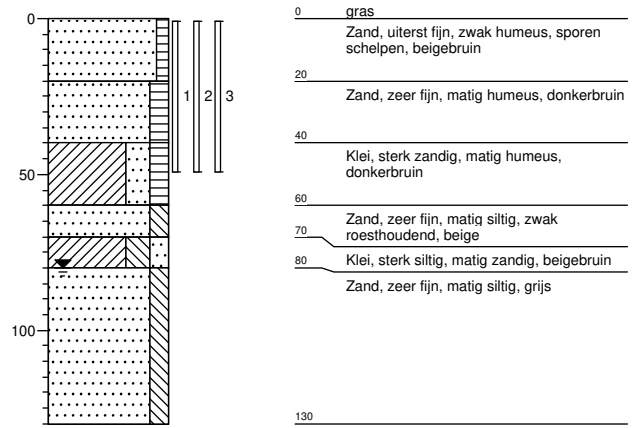 0
50
100
1 2 3
0 gras
Zand, uiterst fijn, zwak humeus, sporen
schelpen, beigebruin
20
Zand, zeer fijn, matig humeus, donkerbruin
40
Klei, sterk zandig, matig humeus,
donkerbruin
60
Zand, zeer fijn, matig siltig, zwak
roesthoudend, beige
70
Klei, sterk siltig, matig zandig, beigebruin
80
Zand, zeer fijn, matig siltig, grijs
130